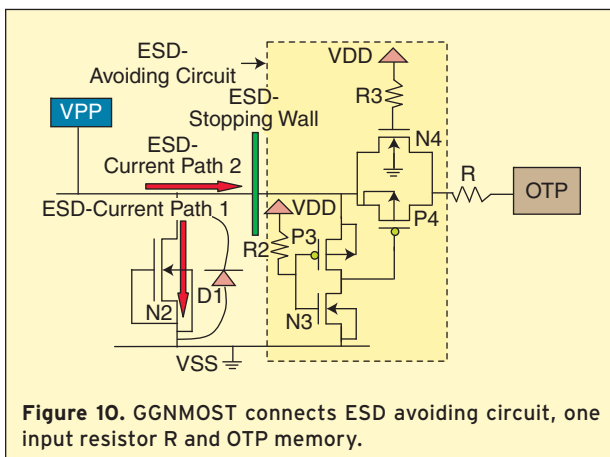 ESD-
Avoiding Circuit
VDD
ESD-
Stopping Wall
R3
VPP
ESD-
Current Path 2
N4
R
OTP
ESD-Current Path 1
VDD
P4
R2
P3
D1
N2
N3
VSS
Figure 10. GGNMOST connects ESD avoiding circuit, one
input resistor R and OTP memory.